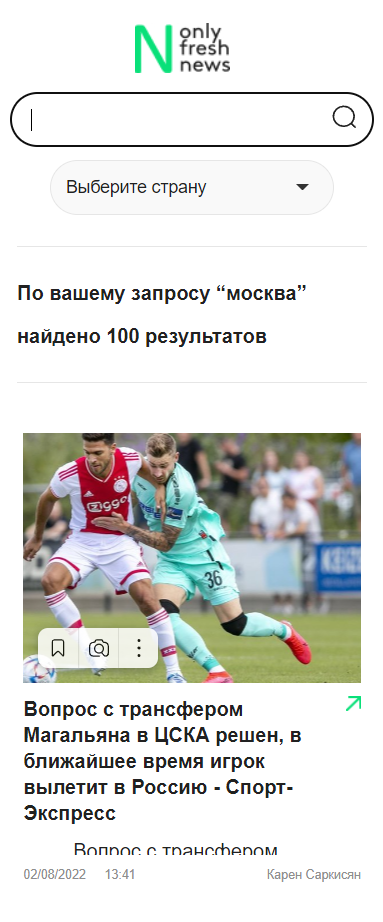 only
fresh
news
Выберите страну
По вашему запросу “москва”
найдено 100 результатов
ggo
36
Вопрос с трансфером
Магальяна в ЦСКА решен, в
ближайшее время игрок
вылетит в Россию - Спорт-
Экспресс
Вопрос с трансфером
02/08/2022 13:41 Карен Саркисян